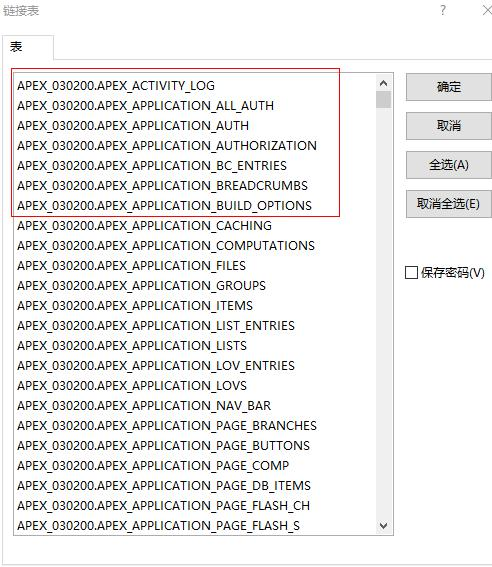 链接表
?
表
APEX_030200.APEX_ACTIVITY_LOG
APEX_030200.APEX_APPLICATION_ALL_AUTH
APEX_030200.APEX_APPLICATION_AUTH
APEX_030200.APEX_APPLICATION_AUTHORIZATION
APEX_030200.APEX_APPLICATION_BC_ENTRIES
APEX_030200.APEX_APPLICATION_BREADCRUMBS
APEX_030200.APEX_APPLICATION_BUILD_OPTIONS
APEX_030200.APEX_APPLICATION_CACHING
APEX_030200.APEX_APPLICATION_COMPUTATIONS
APEX_030200.APEX_APPLICATION_FILES
APEX_030200.APEX_APPLICATION_GROUPS
APEX_030200.APEX_APPLICATION_ITEMS
APEX_030200.APEX_APPLICATION_LIST_ENTRIES
APEX_030200.APEX_APPLICATION_LISTS
APEX_030200.APEX_APPLICATION_LOV_ENTRIES
APEX_030200.APEX_APPLICATION_LOVS
APEX_030200.APEX_APPLICATION_NAV_BAR
APEX_030200.APEX_APPLICATION_PAGE_BRANCHES
APEX_030200.APEX_APPLICATION_PAGE_BUTTONS
APEX_030200.APEX_APPLICATION_PAGE_COMP
APEX_030200.APEX_APPLICATION_PAGE_DB_ITEMS
APEX_030200.APEX_APPLICATION_PAGE_FLASH_CH
APEX_030200.APEX_APPLICATION_PAGE_FLASH_S
确定
取消
全选(A)
取消全选(E)
保存密码(V)